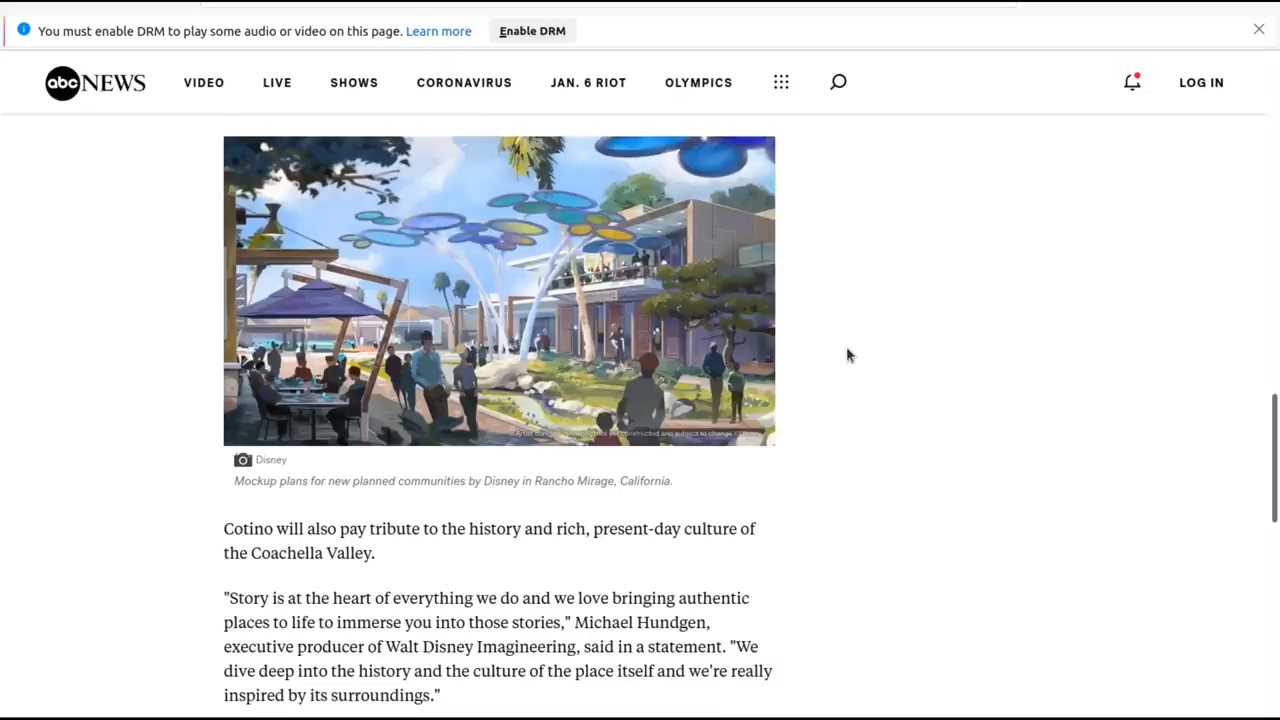 You must enable DRM to play some audio or video on this page. Learn more Enable DRM
abc NEWS VIDEO LIVE SHOWS CORONAVIRUS JAN. 6 RIOT OLYMPICS LOG IN
Disney
Mockup plans for new planned communities by Disney in Rancho Mirage, California.
Cotino will also pay tribute to the history and rich, present-day culture of
the Coachella Valley.
"Story is at the heart of everything we do and we love bringing authentic
places to life to immerse you into those stories," Michael Hundgen,
executive producer of Walt Disney Imagineering, said in a statement. "We
dive deep into the history and the culture of the place itself and we're really
inspired by its surroundings."